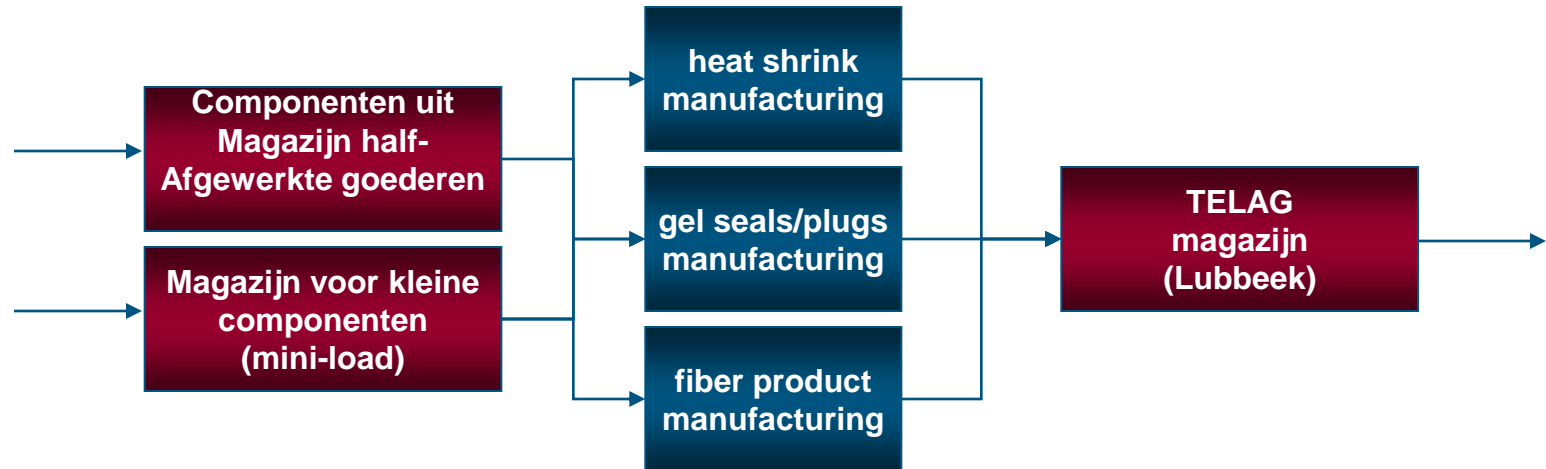 Componenten uit
Magazijn half-
Afgewerkte goederen
Magazijn voor kleine
componenten
(mini-load)
heat shrink
manufacturing
gel seals/plugs
manufacturing
fiber product
manufacturing
TELAG
magazijn
(Lubbeek)